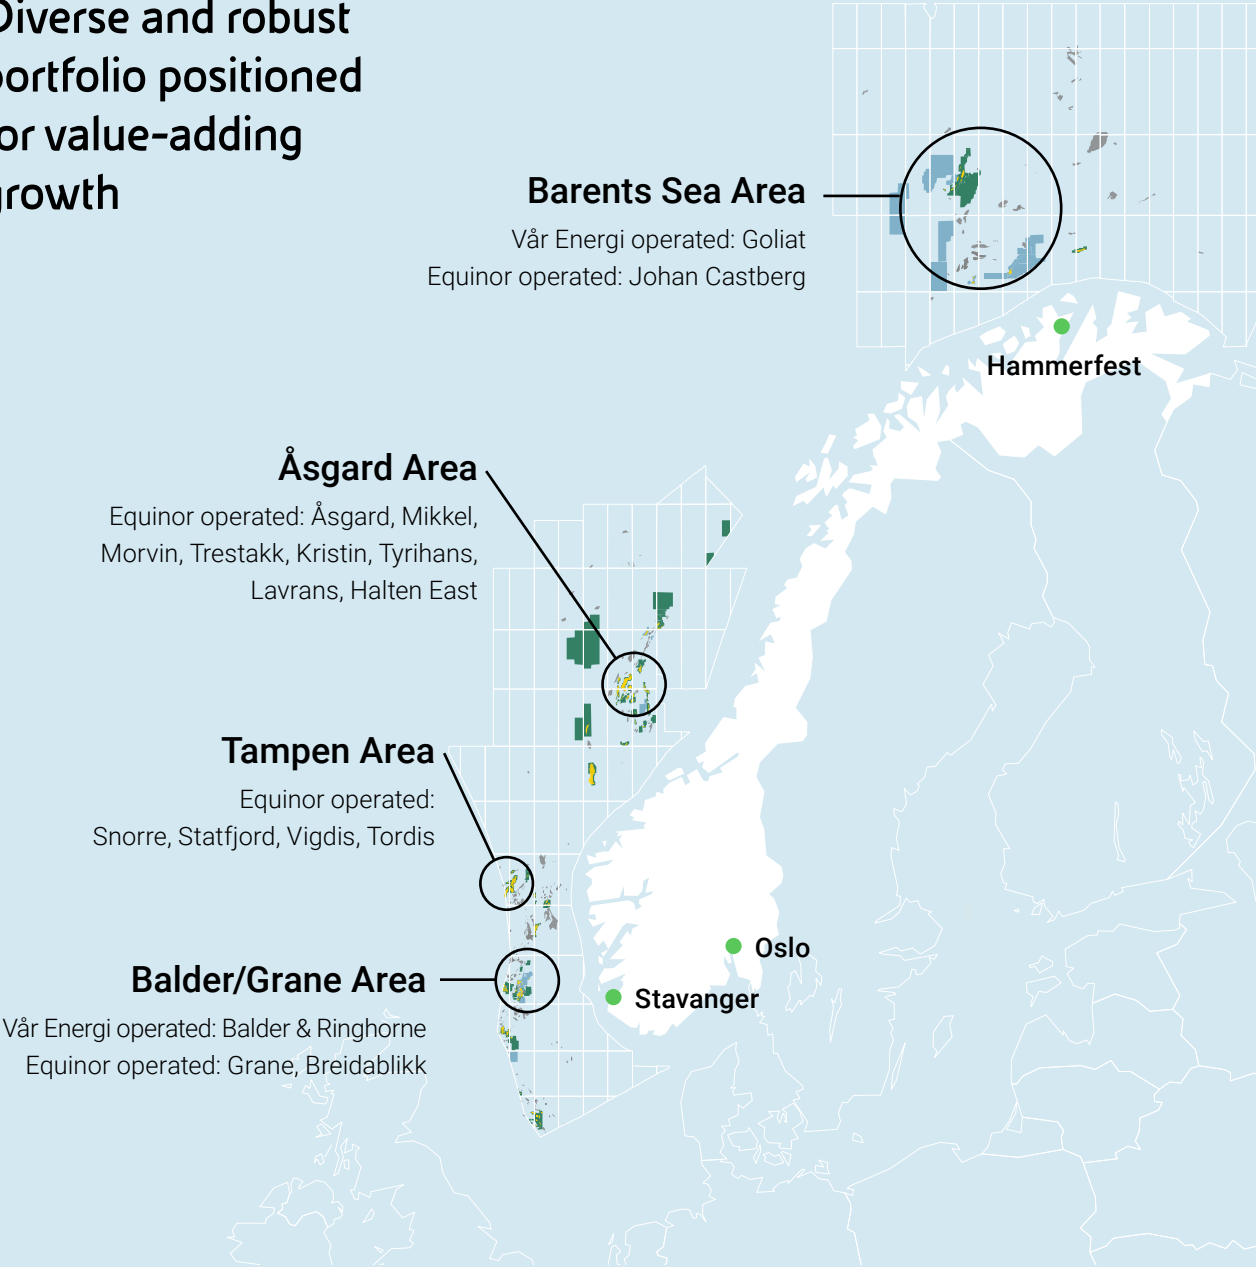 Diverse and robust
portfolio positioned
for value-adding
growth
Barents Sea Area
Vår Energi operated: Goliat
Equinor operated: Johan Castberg
Hammerfest
Åsgard Area
Equinor operated: Åsgard, Mikkel,
Morvin, Trestakk, Kristin, Tyrihans,
Lavrans, Halten East
Tampen Area
Equinor operated:
Snorre, Statfjord, Vigdis, Tordis
Oslo
Stavanger
Balder/Grane Area
Vår Energi operated: Balder & Ringhorne
Equinor operated: Grane, Breidablikk